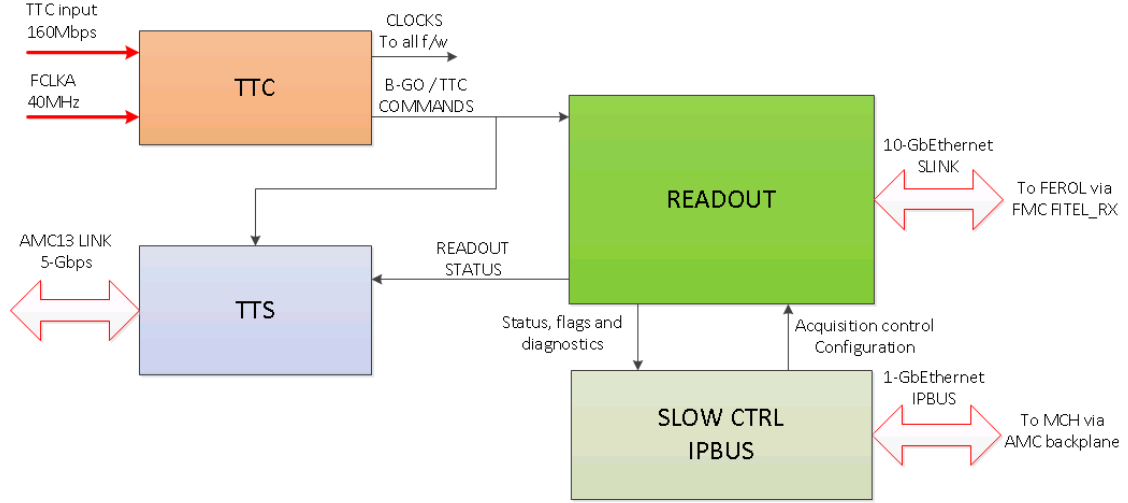 TTC input
160Mbps
FCLKA
40MHz
TTC
CLOCKS
To all f/w
B-GO / TTC
COMMANDS
READOUT
10-GbEthernet
SLINK
To FEROL via
FMC FITEL_RX
AMC13 LINK
5-Gbps
TTS
READOUT
STATUS
Status, flags and
diagnostics
Acquisition control
Configuration
SLOW CTRL
IPBUS
1-GbEthernet
IPBUS
To MCH via
AMC backplane